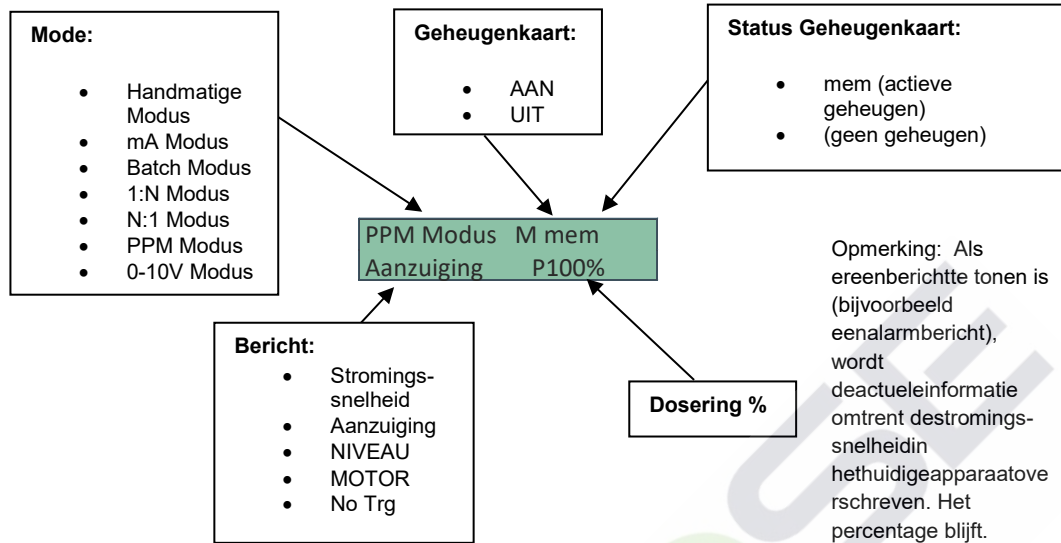 Mode:
• Handmatige
Modus
• mA Modus
• Batch Modus
• 1:N Modus
• N:1 Modus
• PPM Modus
• 0-10V Modus
Geheugenkaart:
• AAN
• UIT
Status Geheugenkaart:
• mem (actieve
geheugen)
• (geen geheugen)
PPM Modus M mem
Aanzuiging P100%
Bericht:
• Stromings-
snelheid
• Aanzuiging
• NIVEAU
• MOTOR
• No Trg
Dosering %
Opmerking: Als
ereenberichtte tonen is
(bijvoorbeeld
eenalarmbericht),
wordt
deactueleinformatie
omtrent destromings-
snelheidin
hethuidigeapparaatove
rschreven. Het
percentage blijft.